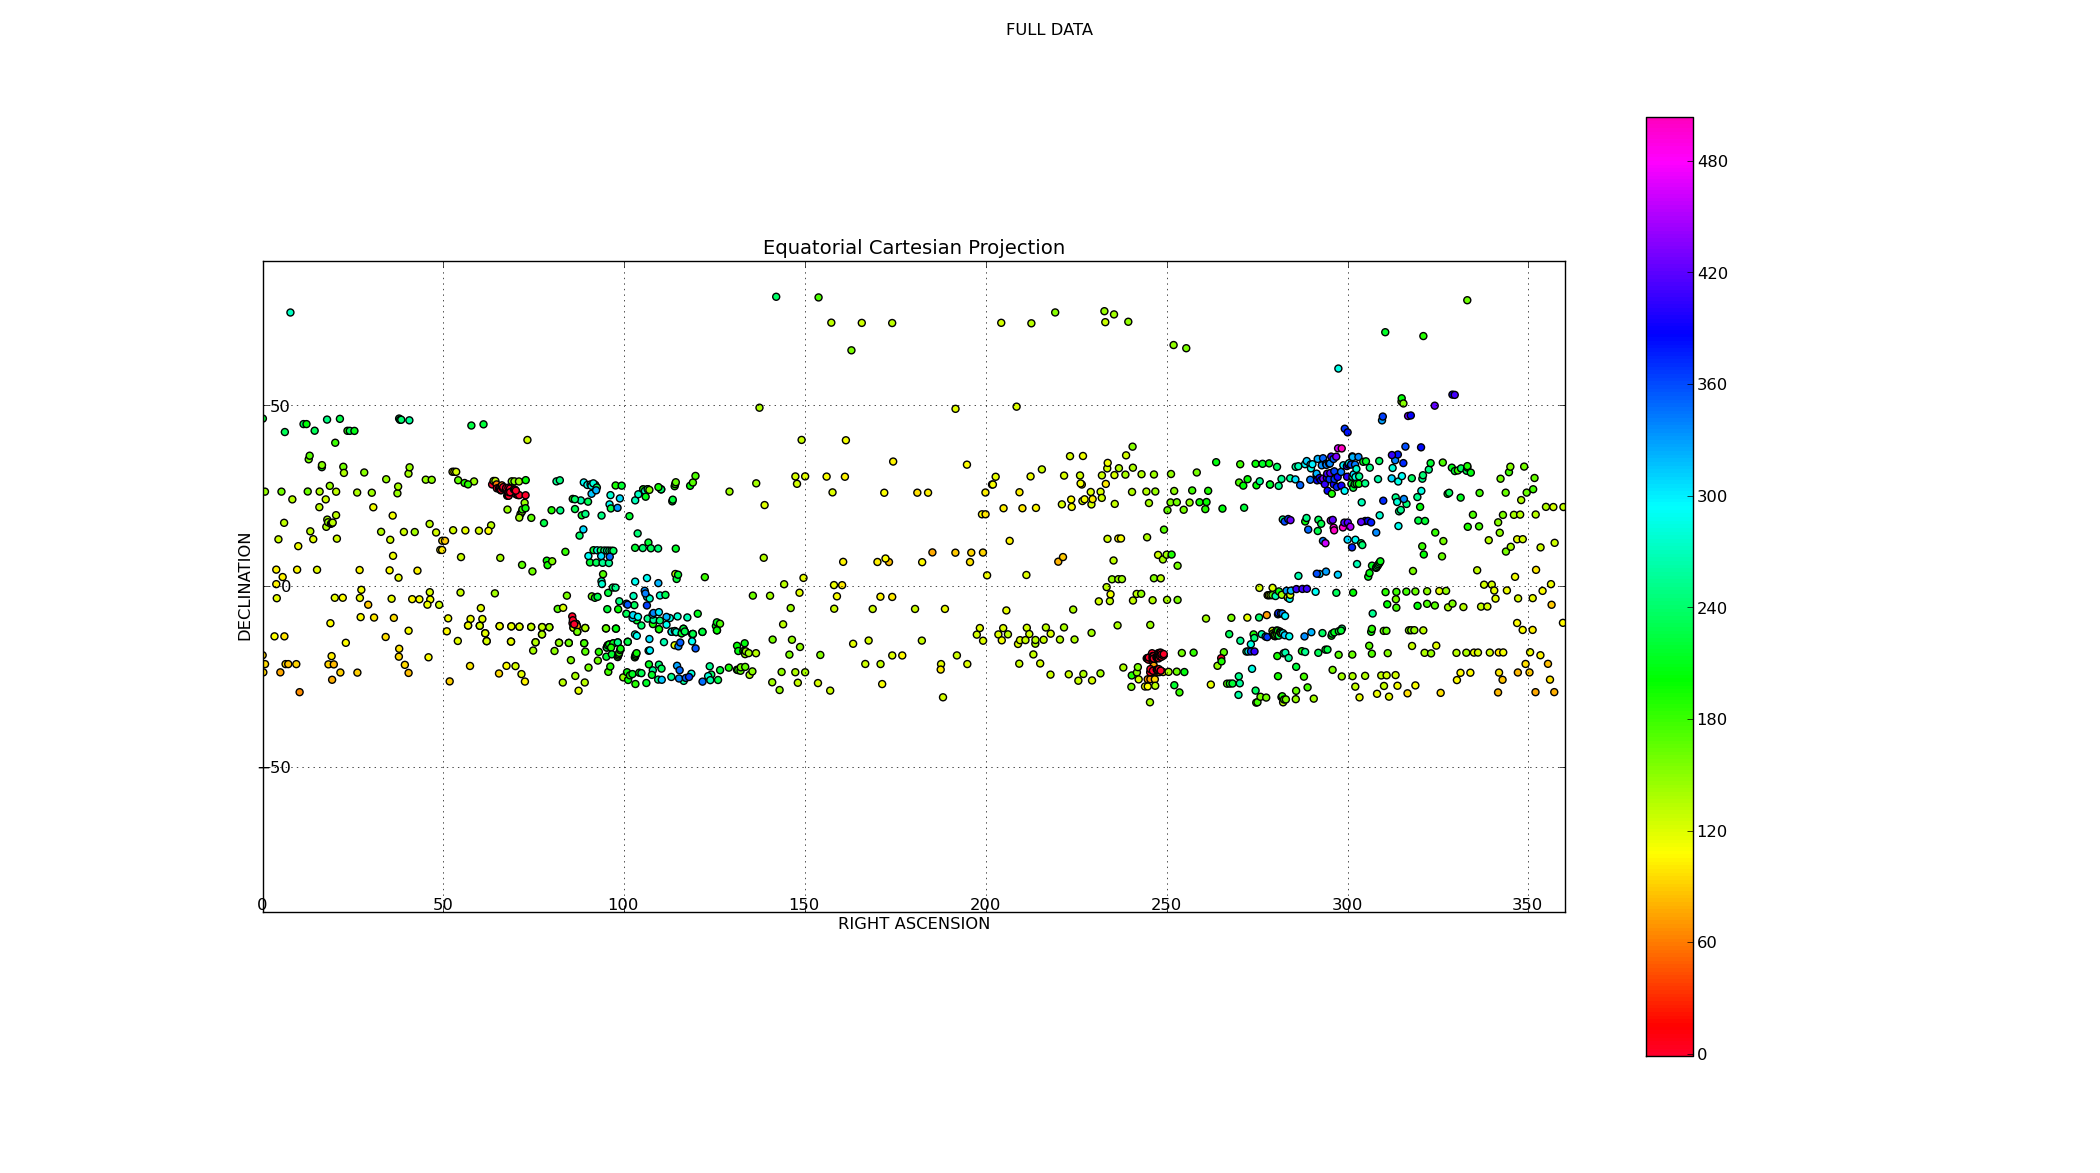 FULL DATA
Equatorial Cartesian Projection
480
420
360
300
240
180
120
60
0
50
0
−50
DECLINATION
0 50 100 150 200 250 300 350
RIGHT ASCENSION